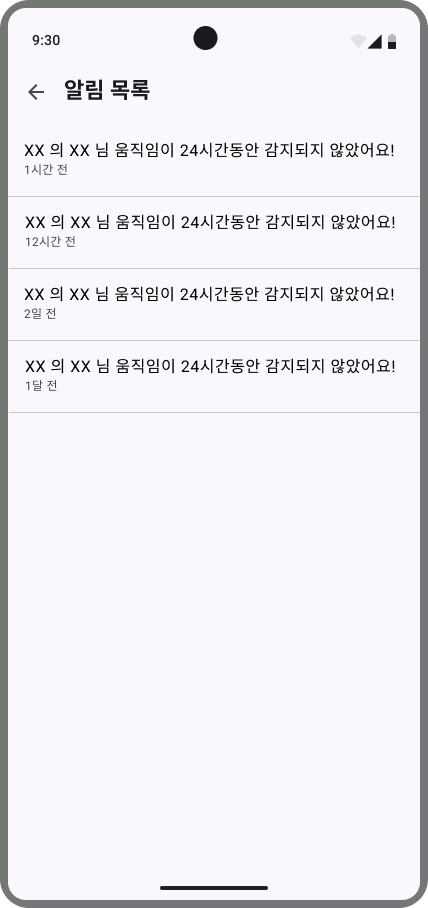 9:30
알림 목록
XX 의 XX 님 움직임이 24시간동안 감지되지 않았어요!
1시간 전
XX 의 XX 님 움직임이 24시간동안 감지되지 않았어요!
12시간 전
XX 의 XX 님 움직임이 24시간동안 감지되지 않았어요!
2일 전
XX 의 XX 님 움직임이 24시간동안 감지되지 않았어요!
1달 전